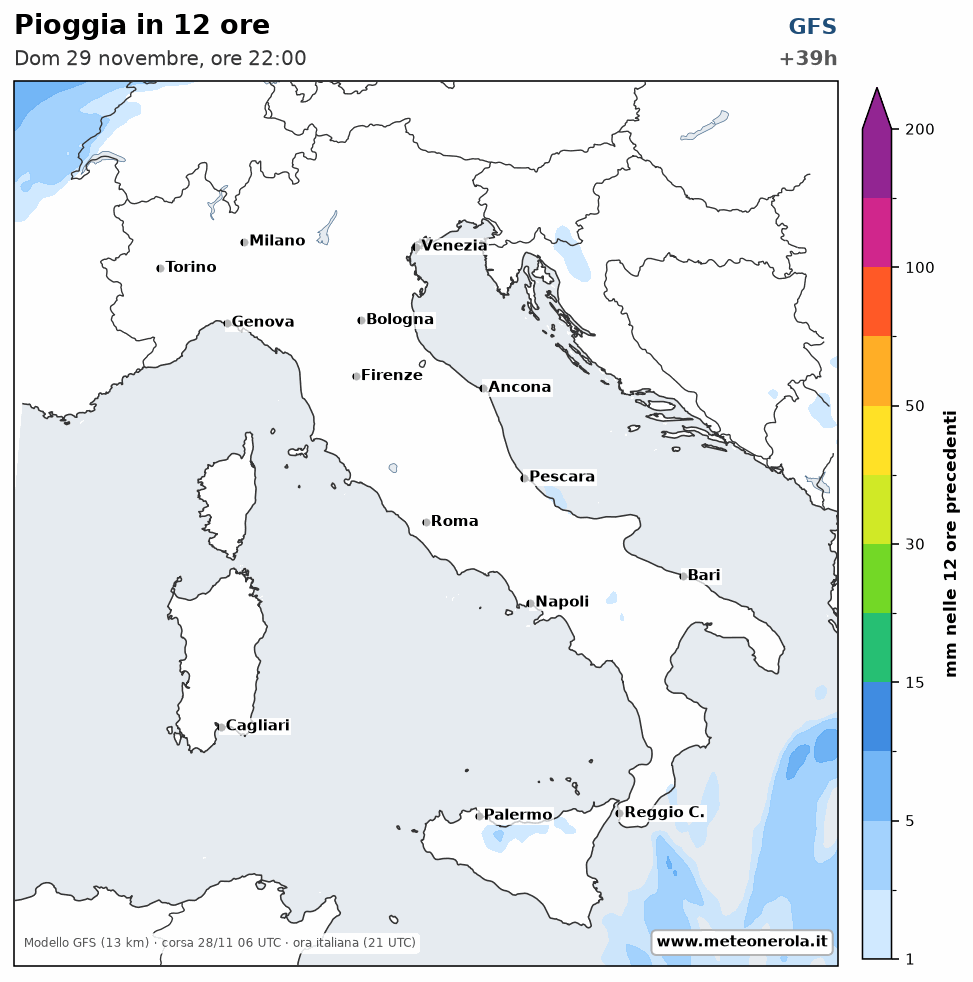 Pioggia in 12 ore
GFS
Dom 29 novembre, ore 22:00
+39h
Milano
Venezia
Torino
Genova
Bologna
Firenze
Ancona
Pescara
Roma
Bari
Napoli
Cagliari
Palermo
Reggio C.
200
100
50
30
15
5
1
mm nelle 12 ore precedenti
Modello GFS (13 km) · corsa 28/11 06 UTC · ora italiana (21 UTC)
www.meteonerola.it